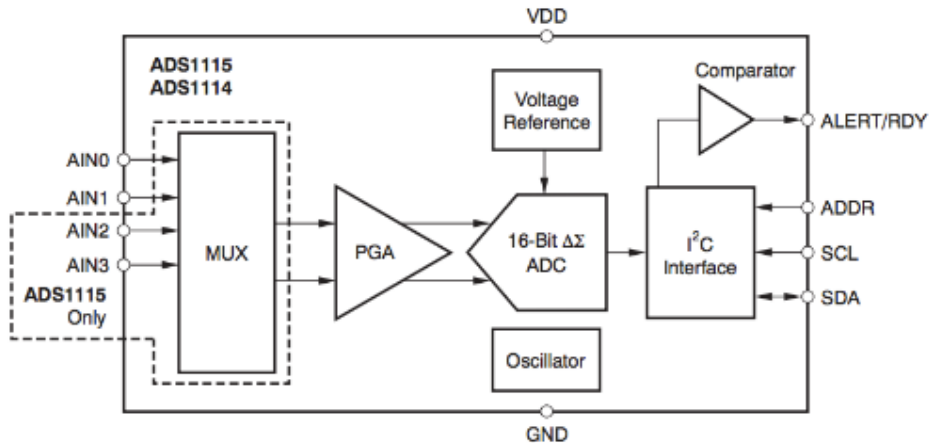 VDD
ADS1115
ADS1114
Comparator
Voltage
Reference
ALERT/RDY
AIN0
AIN1
AIN2
AIN3
MUX
PGA
16-Bit ΔΣ
ADC
I²C
Interface
ADDR
SCL
SDA
ADS1115
Only
Oscillator
GND